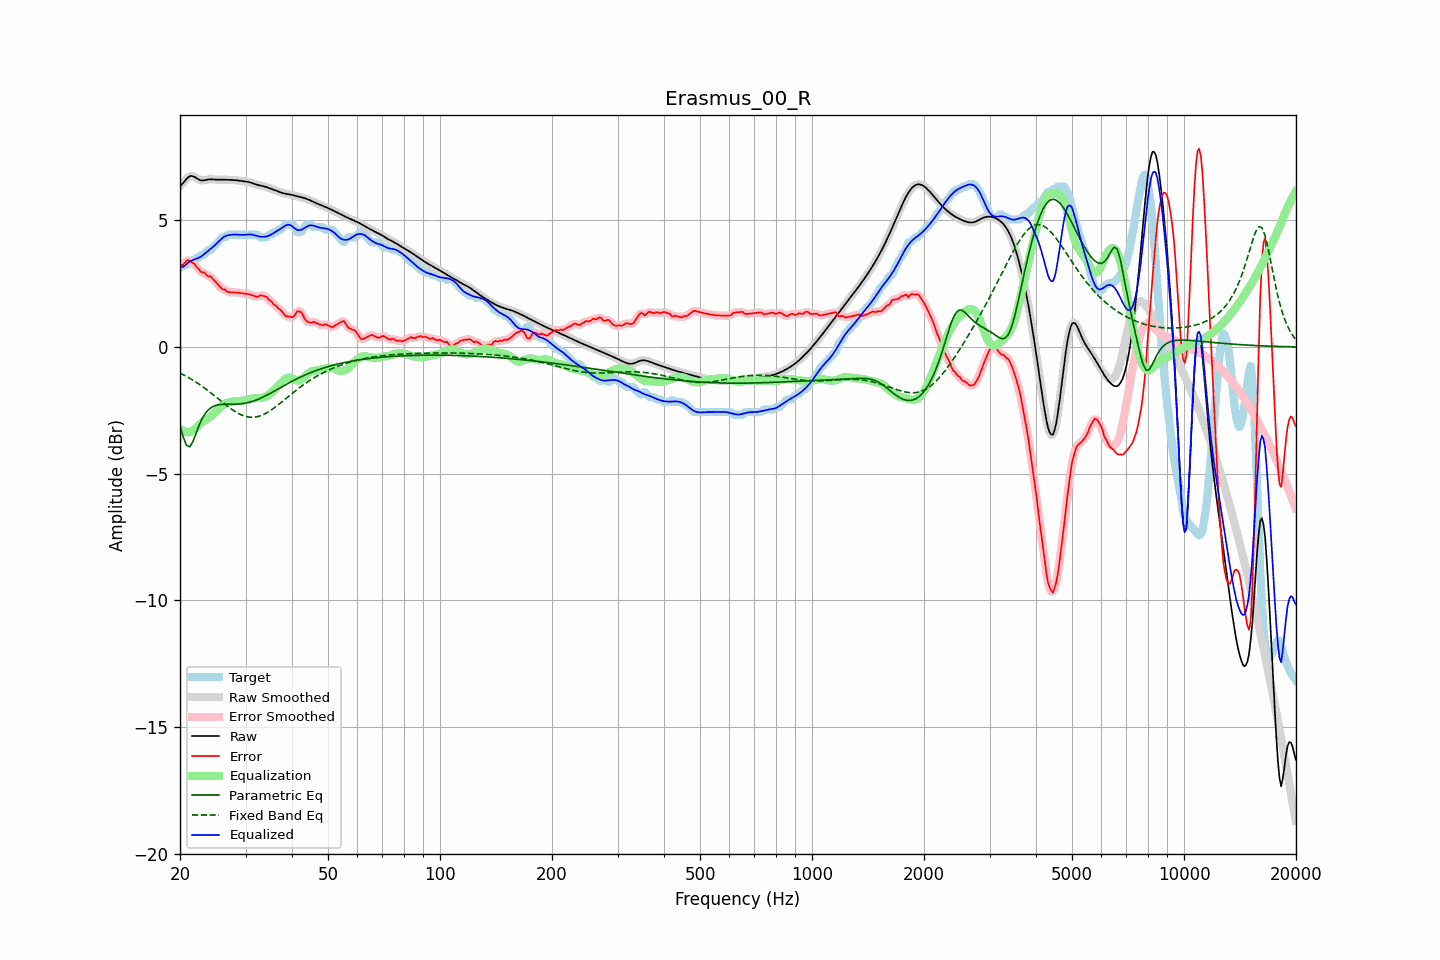 Erasmus_00_R
Amplitude (dBr)
5
0
−5
−10
−15
−20
Target
Raw Smoothed
Error Smoothed
Raw
Error
Equalization
Parametric Eq
Fixed Band Eq
Equalized
20 50 100 200 500 1000 2000 5000 10000 20000
Frequency (Hz)